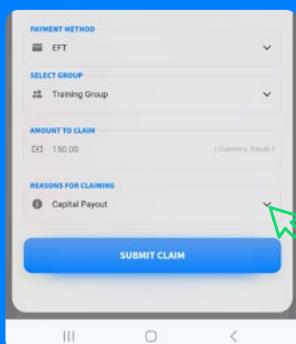 PAYMENT METHOD
EFT
SELECT GROUP
Training Group
AMOUNT TO CLAIM
150.00 ( Currency: Rands )
REASONS FOR CLAIMING
Capital Payout
SUBMIT CLAIM